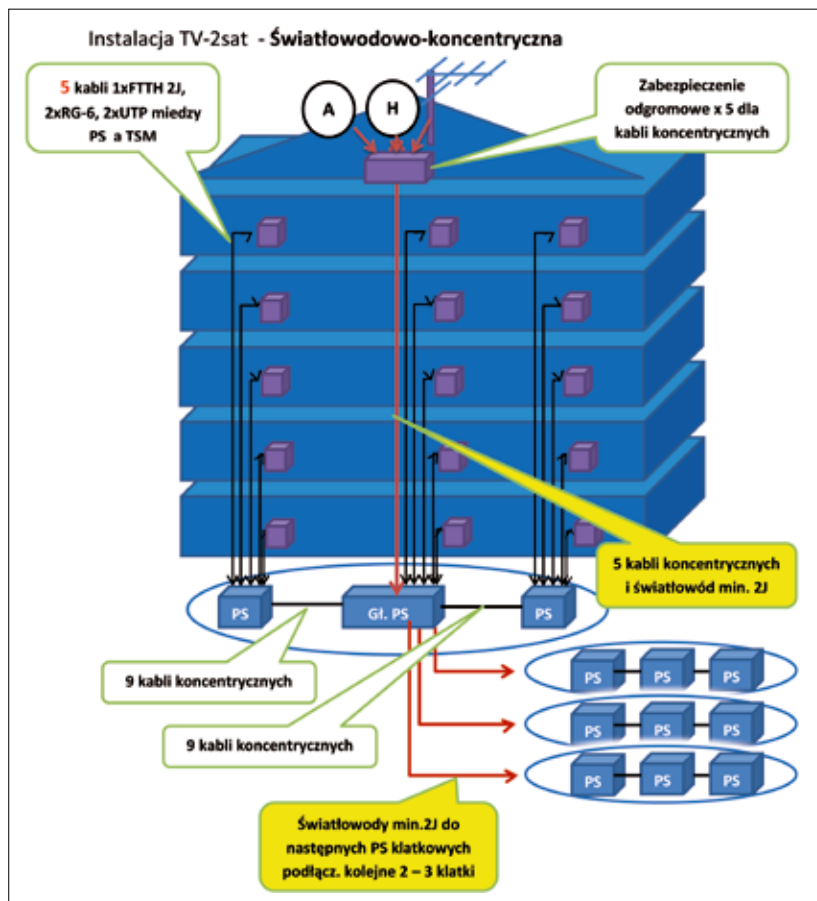 Instalacja TV-2sat - Światłowodowo-koncentryczna
5 kabli 1xFTTH 2J,
2xRG-6, 2xUTP miedzy
PS a TSM
A
H
Zabezpieczenie
odgromowe x 5 dla
kabli koncentrycznych
5 kabli koncentrycznych
i światłowód min. 2J
PS
Gł. PS
PS
9 kabli koncentrycznych
9 kabli koncentrycznych
PS PS PS
PS PS PS
PS PS PS
Światłowody min.2J do
następnych PS klatkowych
podłącz. kolejne 2 – 3 klatki